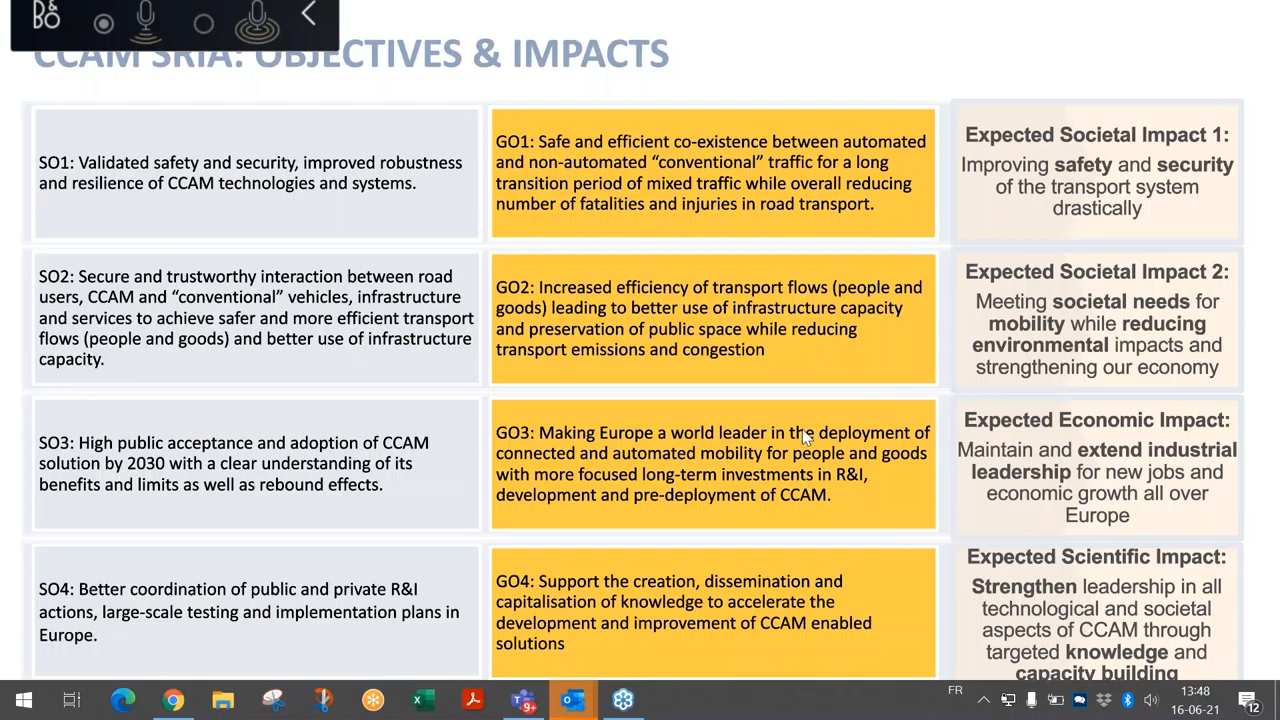 B&O
CCAM SRIA: OBJECTIVES & IMPACTS
SO1: Validated safety and security, improved robustness
and resilience of CCAM technologies and systems.
GO1: Safe and efficient co-existence between automated
and non-automated “conventional” traffic for a long
transition period of mixed traffic while overall reducing
number of fatalities and injuries in road transport.
Expected Societal Impact 1:
Improving safety and security
of the transport system
drastically
SO2: Secure and trustworthy interaction between road
users, CCAM and “conventional” vehicles, infrastructure
and services to achieve safer and more efficient transport
flows (people and goods) and better use of infrastructure
capacity.
GO2: Increased efficiency of transport flows (people and
goods) leading to better use of infrastructure capacity
and preservation of public space while reducing
transport emissions and congestion
Expected Societal Impact 2:
Meeting societal needs for
mobility while reducing
environmental impacts and
strengthening our economy
SO3: High public acceptance and adoption of CCAM
solution by 2030 with a clear understanding of its
benefits and limits as well as rebound effects.
GO3: Making Europe a world leader in the deployment of
connected and automated mobility for people and goods
with more focused long-term investments in R&I,
development and pre-deployment of CCAM.
Expected Economic Impact:
Maintain and extend industrial
leadership for new jobs and
economic growth all over
Europe
SO4: Better coordination of public and private R&I
actions, large-scale testing and implementation plans in
Europe.
GO4: Support the creation, dissemination and
capitalisation of knowledge to accelerate the
development and improvement of CCAM enabled
solutions
Expected Scientific Impact:
Strengthen leadership in all
technological and societal
aspects of CCAM through
targeted knowledge and
capacity building
9+
FR
13:48
16-06-21
12